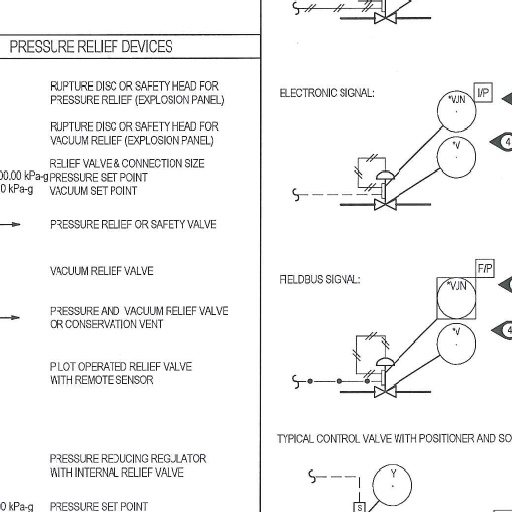 PRESSURE RELIEF DEVICES
RUPTURE DISC OR SAFETY HEAD FOR
PRESSURE RELIEF (EXPLOSION PANEL)
RUPTURE DISC OR SAFETY HEAD FOR
VACUUM RELIEF (EXPLOSION PANEL)
RELIEF VALVE & CONNECTION SIZE
00.00 kPa-g PRESSURE SET POINT
0 kPa-g VACUUM SET POINT
PRESSURE RELIEF OR SAFETY VALVE
VACUUM RELIEF VALVE
PRESSURE AND VACUUM RELIEF VALVE
OR CONSERVATION VENT
PILOT OPERATED RELIEF VALVE
WITH REMOTE SENSOR
PRESSURE REDUCING REGULATOR
WITH INTERNAL RELIEF VALVE
0 kPa-g PRESSURE SET POINT
ELECTRONIC SIGNAL:
*VJN
I/P
*V
4
FIELDBUS SIGNAL:
*VJN
F/P
*V
4
TYPICAL CONTROL VALVE WITH POSITIONER AND SO
Y
S